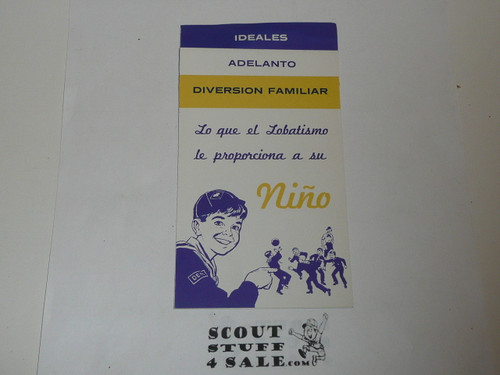 IDEALES
ADELANTO
DIVERSION FAMILIAR
Lo que el Lobatismo
le proporciona a su
Niño
SCOUT
STUFF
4 SALE.COM